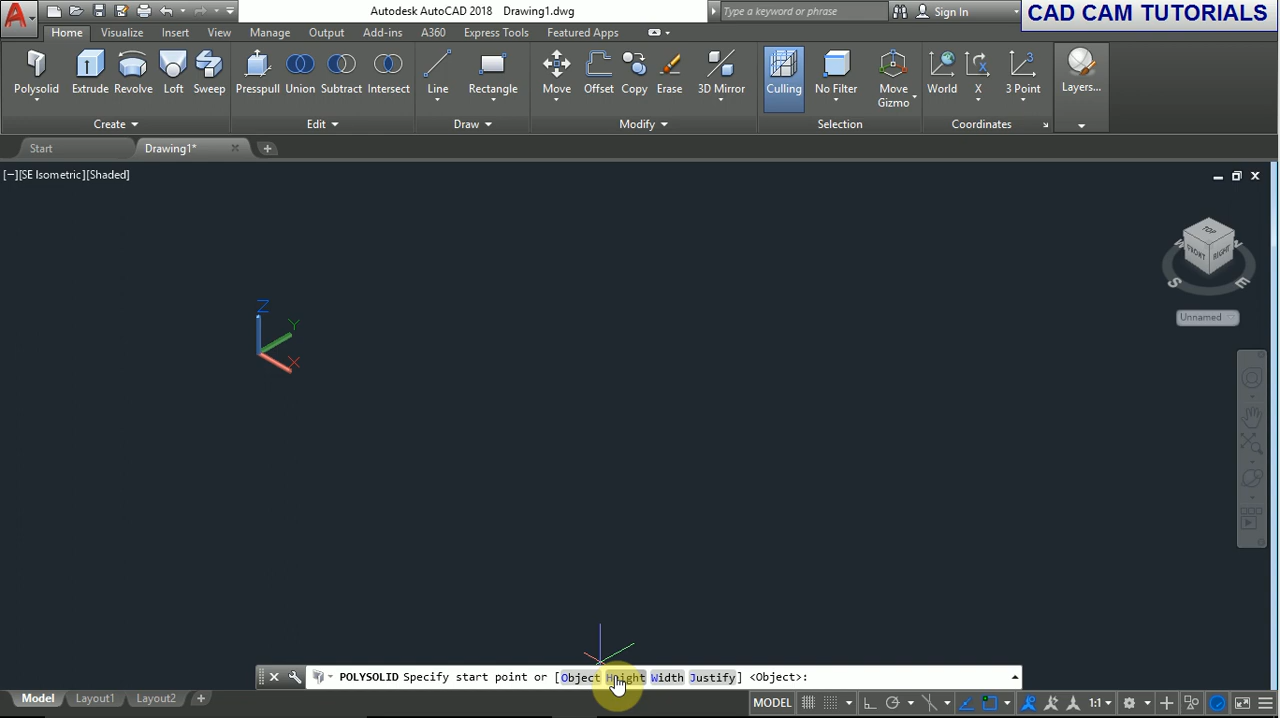 Autodesk AutoCAD 2018 Drawing1.dwg
Type a keyword or phrase
Sign In
CAD CAM TUTORIALS
Home Visualize Insert View Manage Output Add-ins A360 Express Tools Featured Apps
Polysolid Extrude Revolve Loft Sweep Presspull Union Subtract Intersect Line Rectangle Move Offset Copy Erase 3D Mirror Culling No Filter Move Gizmo World X 3 Point Layers...
Create Edit Draw Modify Selection Coordinates
Start Drawing1*
[−][SE Isometric][Shaded]
TOP
FRONT RIGHT
W N S E
Unnamed
Z
Y
X
POLYSOLID Specify start point or [Object Height Width Justify] <Object>:
Model Layout1 Layout2
MODEL 1:1